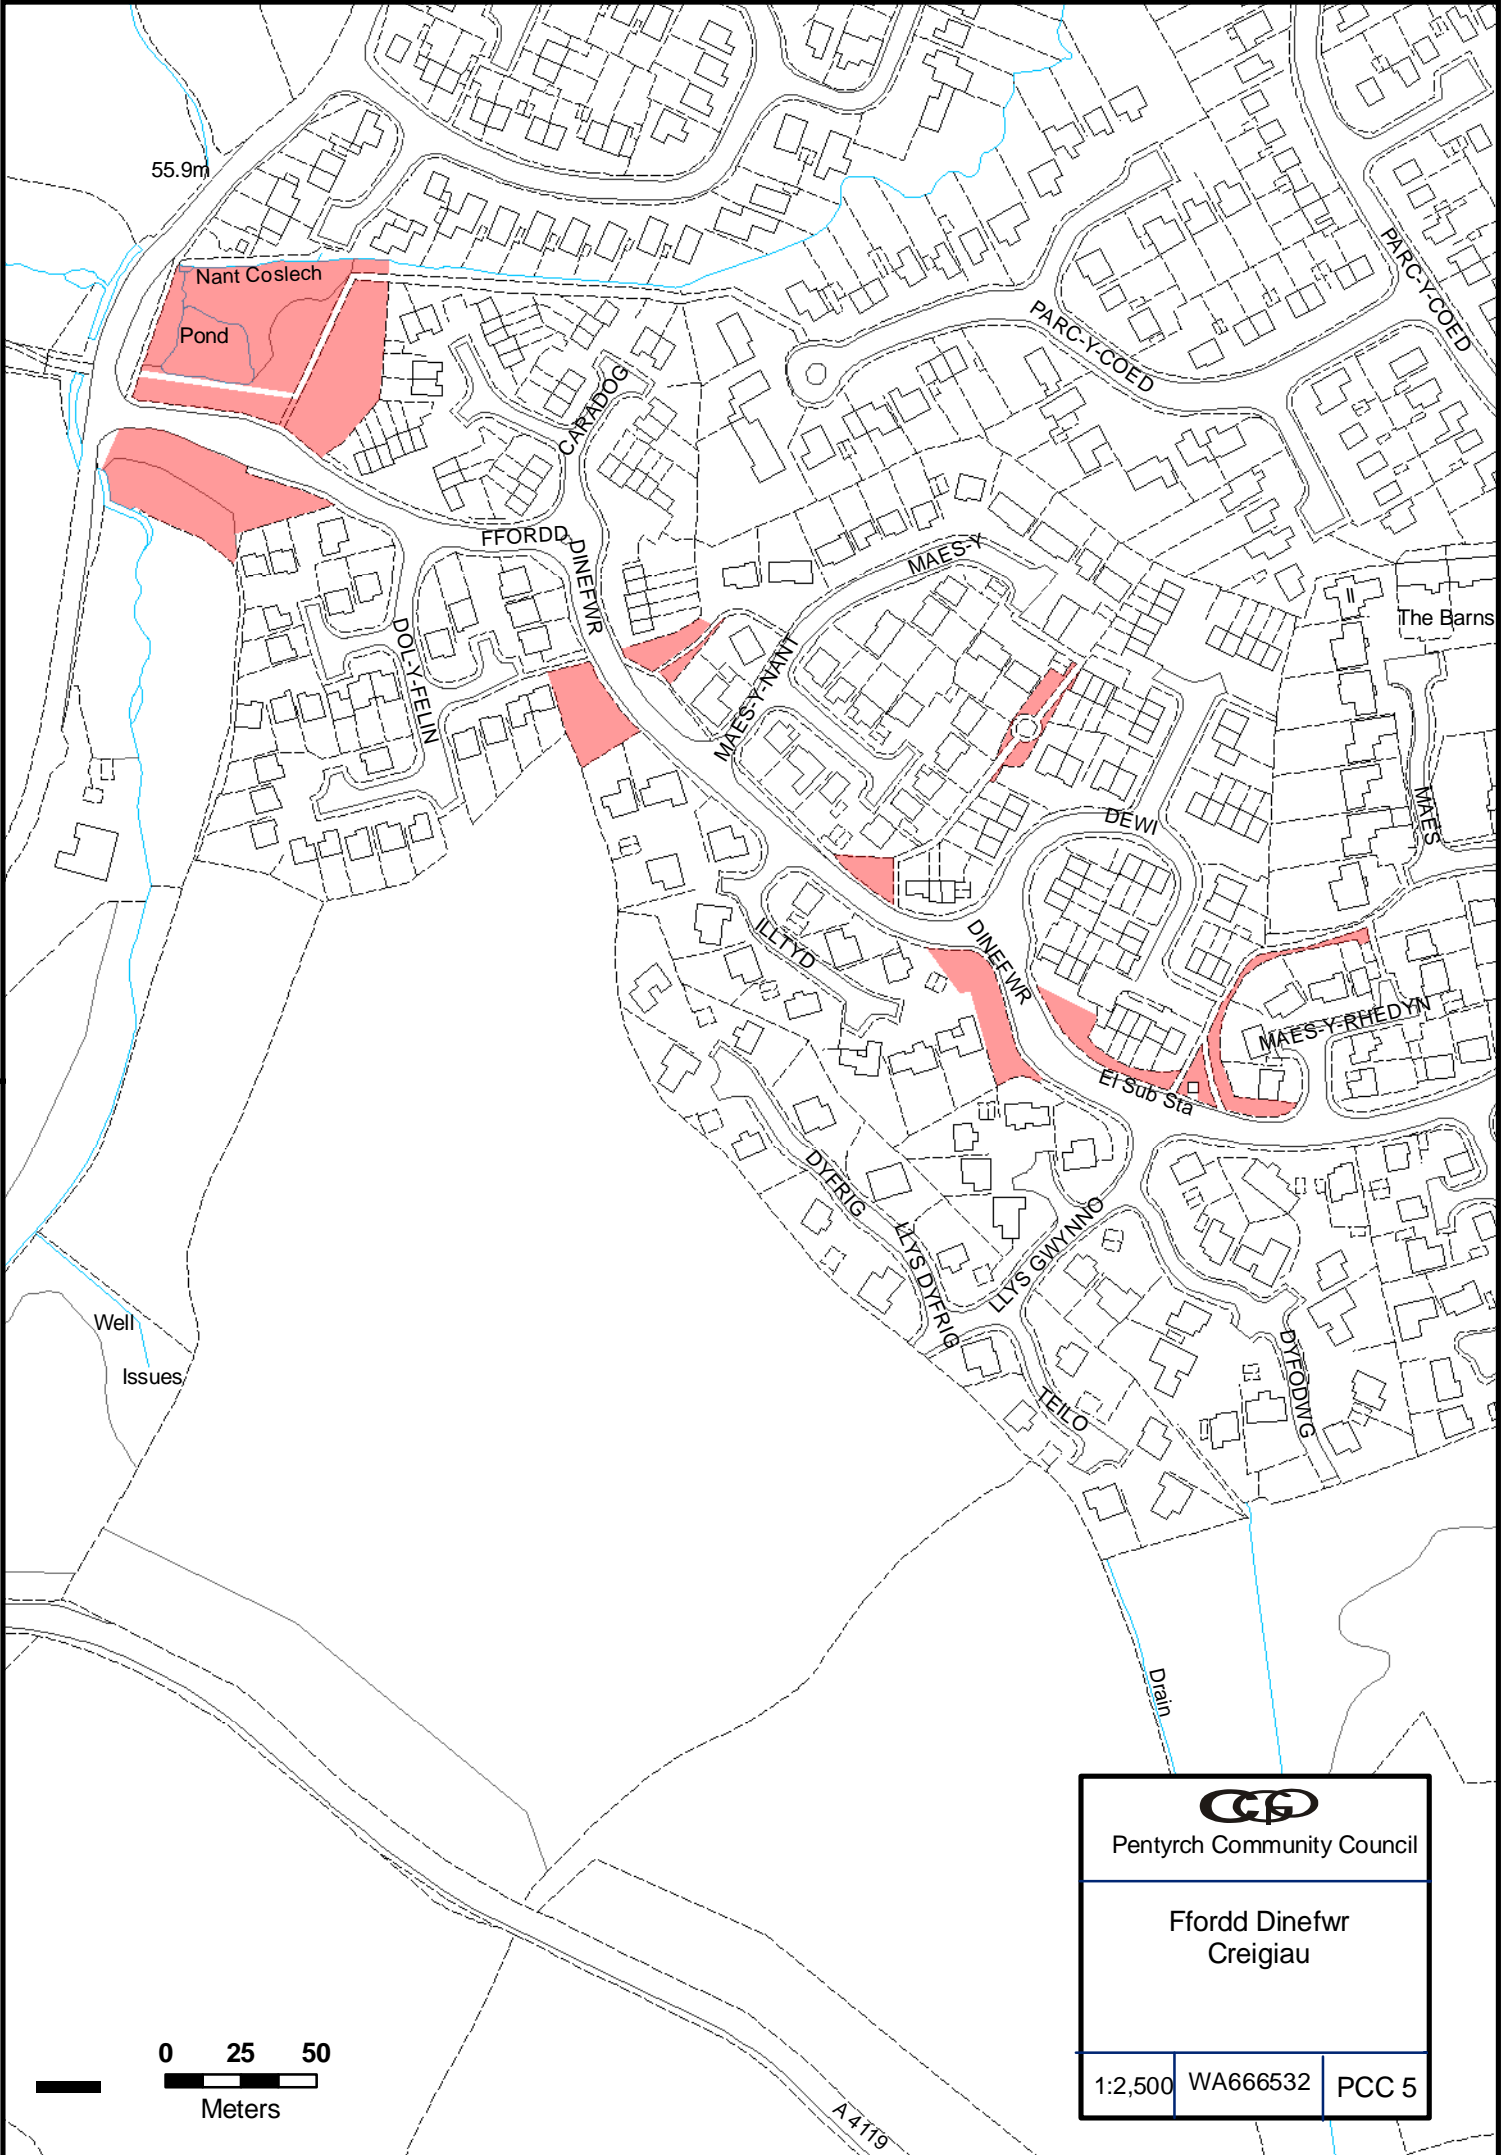 55.9m
Nant Coslech
Pond
PARC-Y-COED
PARC-Y-COED
CARADOG
FFORDD
DINEFWR
MAES-Y
MAES-Y-NANT
The Barns
DOL-Y-FELIN
MAES
DEWI
ILLTYD
DINEFWR
MAES-Y-RHEDYN
El Sub Sta
DYFRIG
LLYS DYFRIG
LLYS GWYNNO
Well
Issues
DYFODWG
TEILO
Drain
Pentyrch Community Council
Ffordd Dinefwr
Creigiau
1:2,500 WA666532 PCC 5
0 25 50
Meters
A 4119